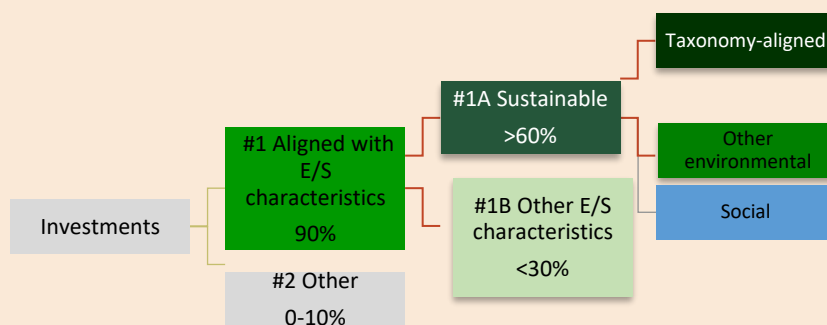 Investments
#1 Aligned with
E/S
characteristics
90%
#2 Other
0-10%
#1A Sustainable
>60%
#1B Other E/S
characteristics
<30%
Taxonomy-aligned
Other
environmental
Social